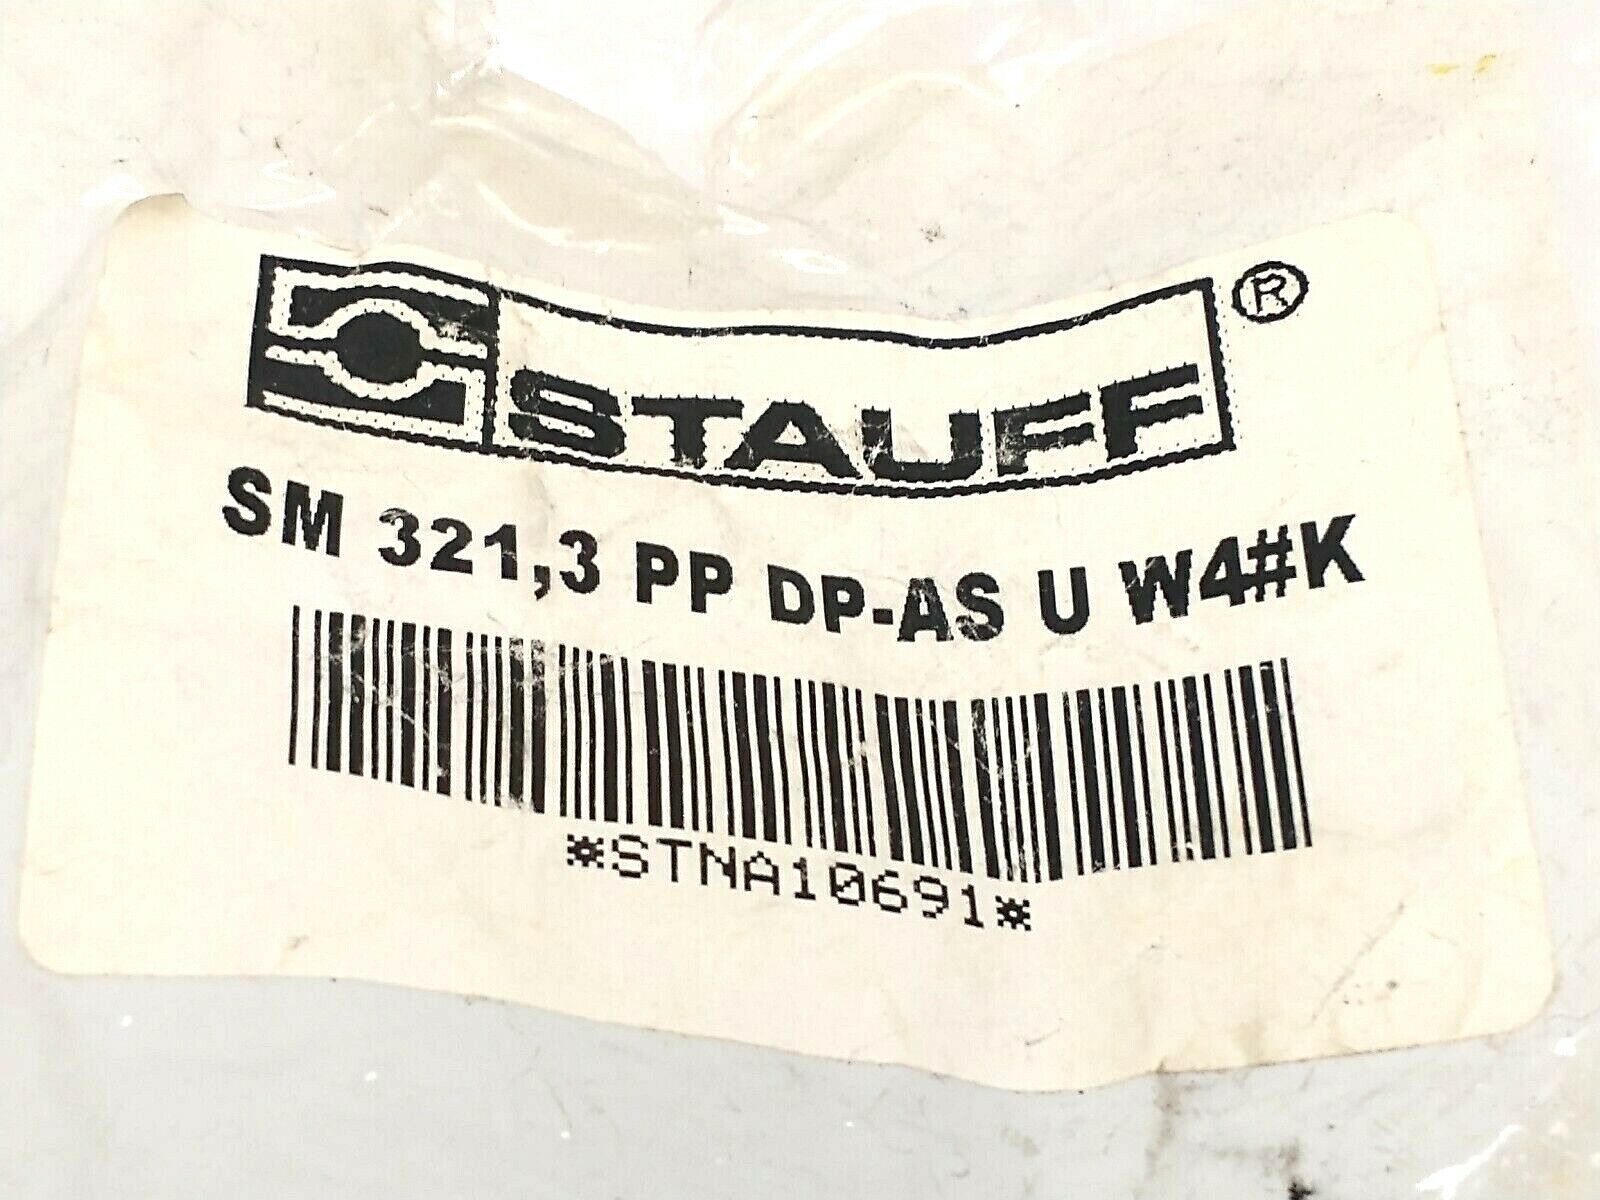 STAUFF ®
SM 321,3 PP DP-AS U W4#K
*STNA10691*